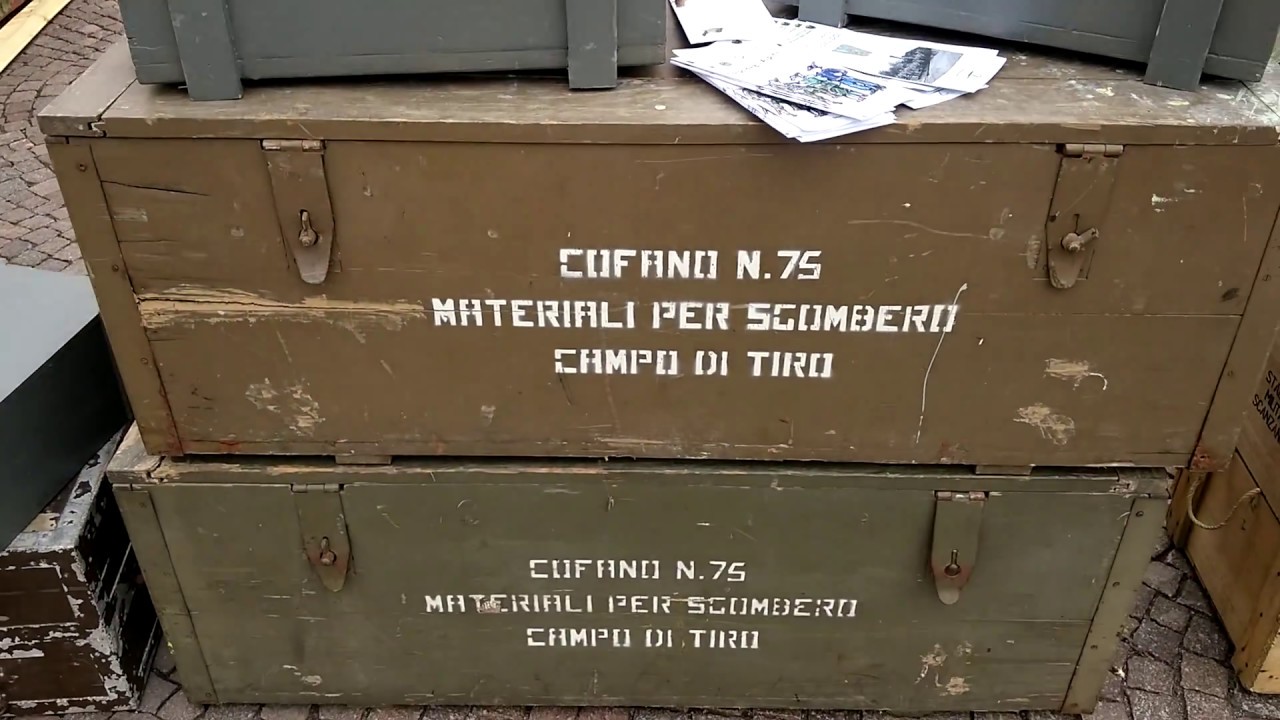 COFANO N.75
MATERIALI PER SGOMBERO
CAMPO DI TIRO
COFANO N.75
MATERIALI PER SGOMBERO
CAMPO DI TIRO